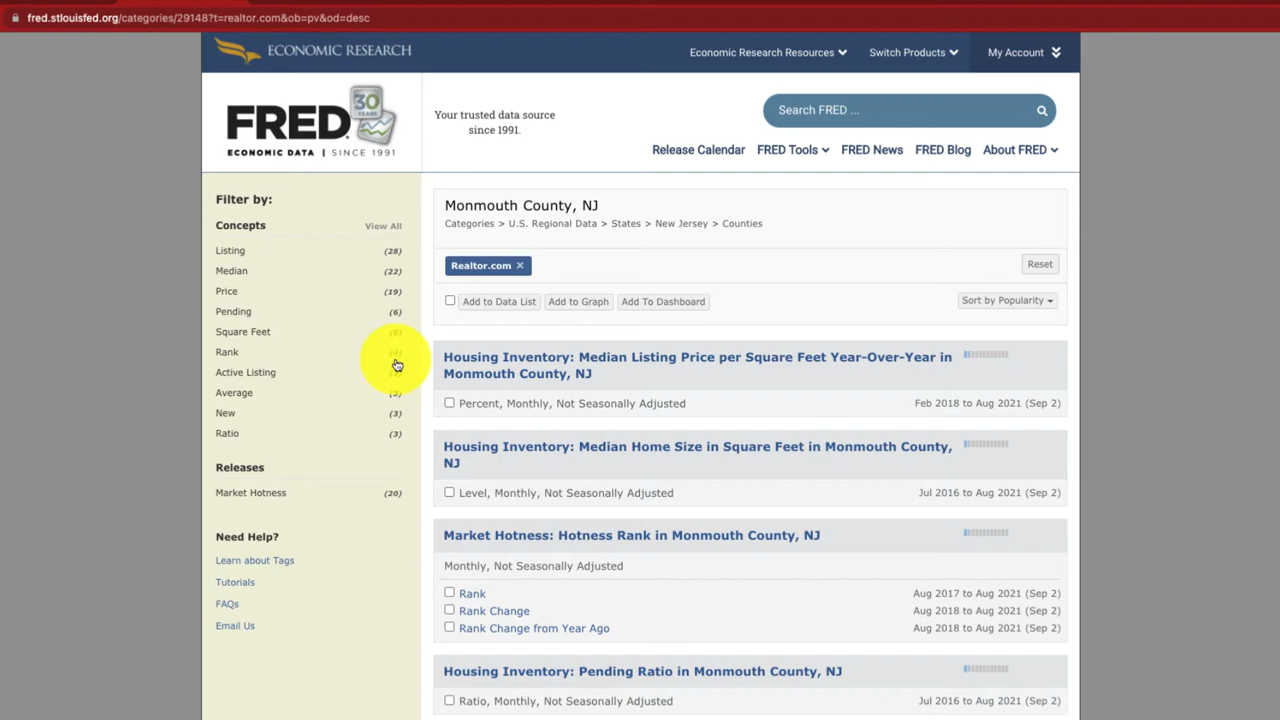 fred.stlouisfed.org/categories/29148?t=realtor.com&ob=pv&od=desc
ECONOMIC RESEARCH
Economic Research Resources
Switch Products
My Account
FRED
30
YEARS
ECONOMIC DATA | SINCE 1991
Your trusted data source
since 1991.
Search FRED ...
Release Calendar
FRED Tools
FRED News
FRED Blog
About FRED
Filter by:
Concepts View All
Listing (28)
Median (22)
Price (19)
Pending (6)
Square Feet
Rank
Active Listing
Average (3)
New (3)
Ratio (3)
Releases
Market Hotness (20)
Need Help?
Learn about Tags
Tutorials
FAQs
Email Us
Monmouth County, NJ
Categories > U.S. Regional Data > States > New Jersey > Counties
Realtor.com ×
Reset
Add to Data List
Add to Graph
Add To Dashboard
Sort by Popularity
Housing Inventory: Median Listing Price per Square Feet Year-Over-Year in
Monmouth County, NJ
Percent, Monthly, Not Seasonally Adjusted Feb 2018 to Aug 2021 (Sep 2)
Housing Inventory: Median Home Size in Square Feet in Monmouth County,
NJ
Level, Monthly, Not Seasonally Adjusted Jul 2016 to Aug 2021 (Sep 2)
Market Hotness: Hotness Rank in Monmouth County, NJ
Monthly, Not Seasonally Adjusted
Rank Aug 2017 to Aug 2021 (Sep 2)
Rank Change Aug 2018 to Aug 2021 (Sep 2)
Rank Change from Year Ago Aug 2018 to Aug 2021 (Sep 2)
Housing Inventory: Pending Ratio in Monmouth County, NJ
Ratio, Monthly, Not Seasonally Adjusted Jul 2016 to Aug 2021 (Sep 2)